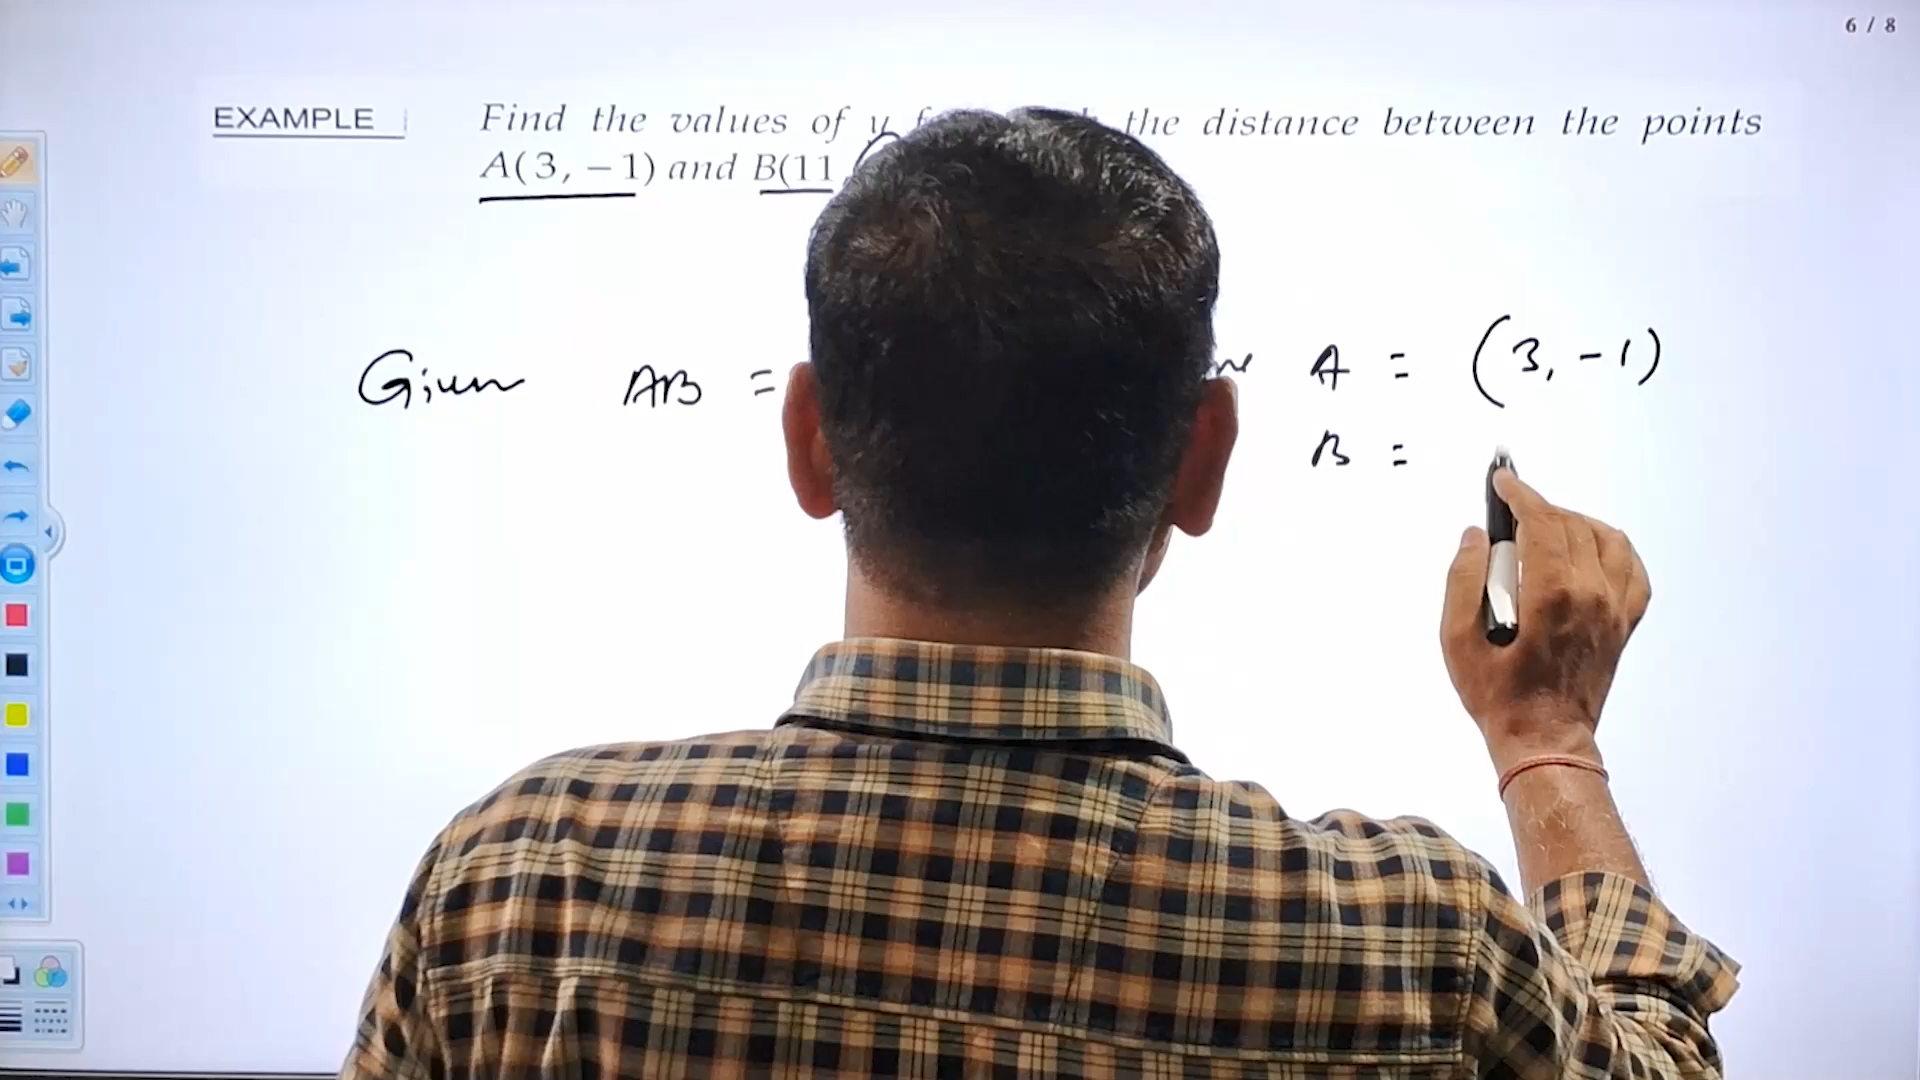 6 / 8
EXAMPLE Find the values of y the distance between the points
A(3, – 1) and B(11
Given AB = A = (3, -1)
B =